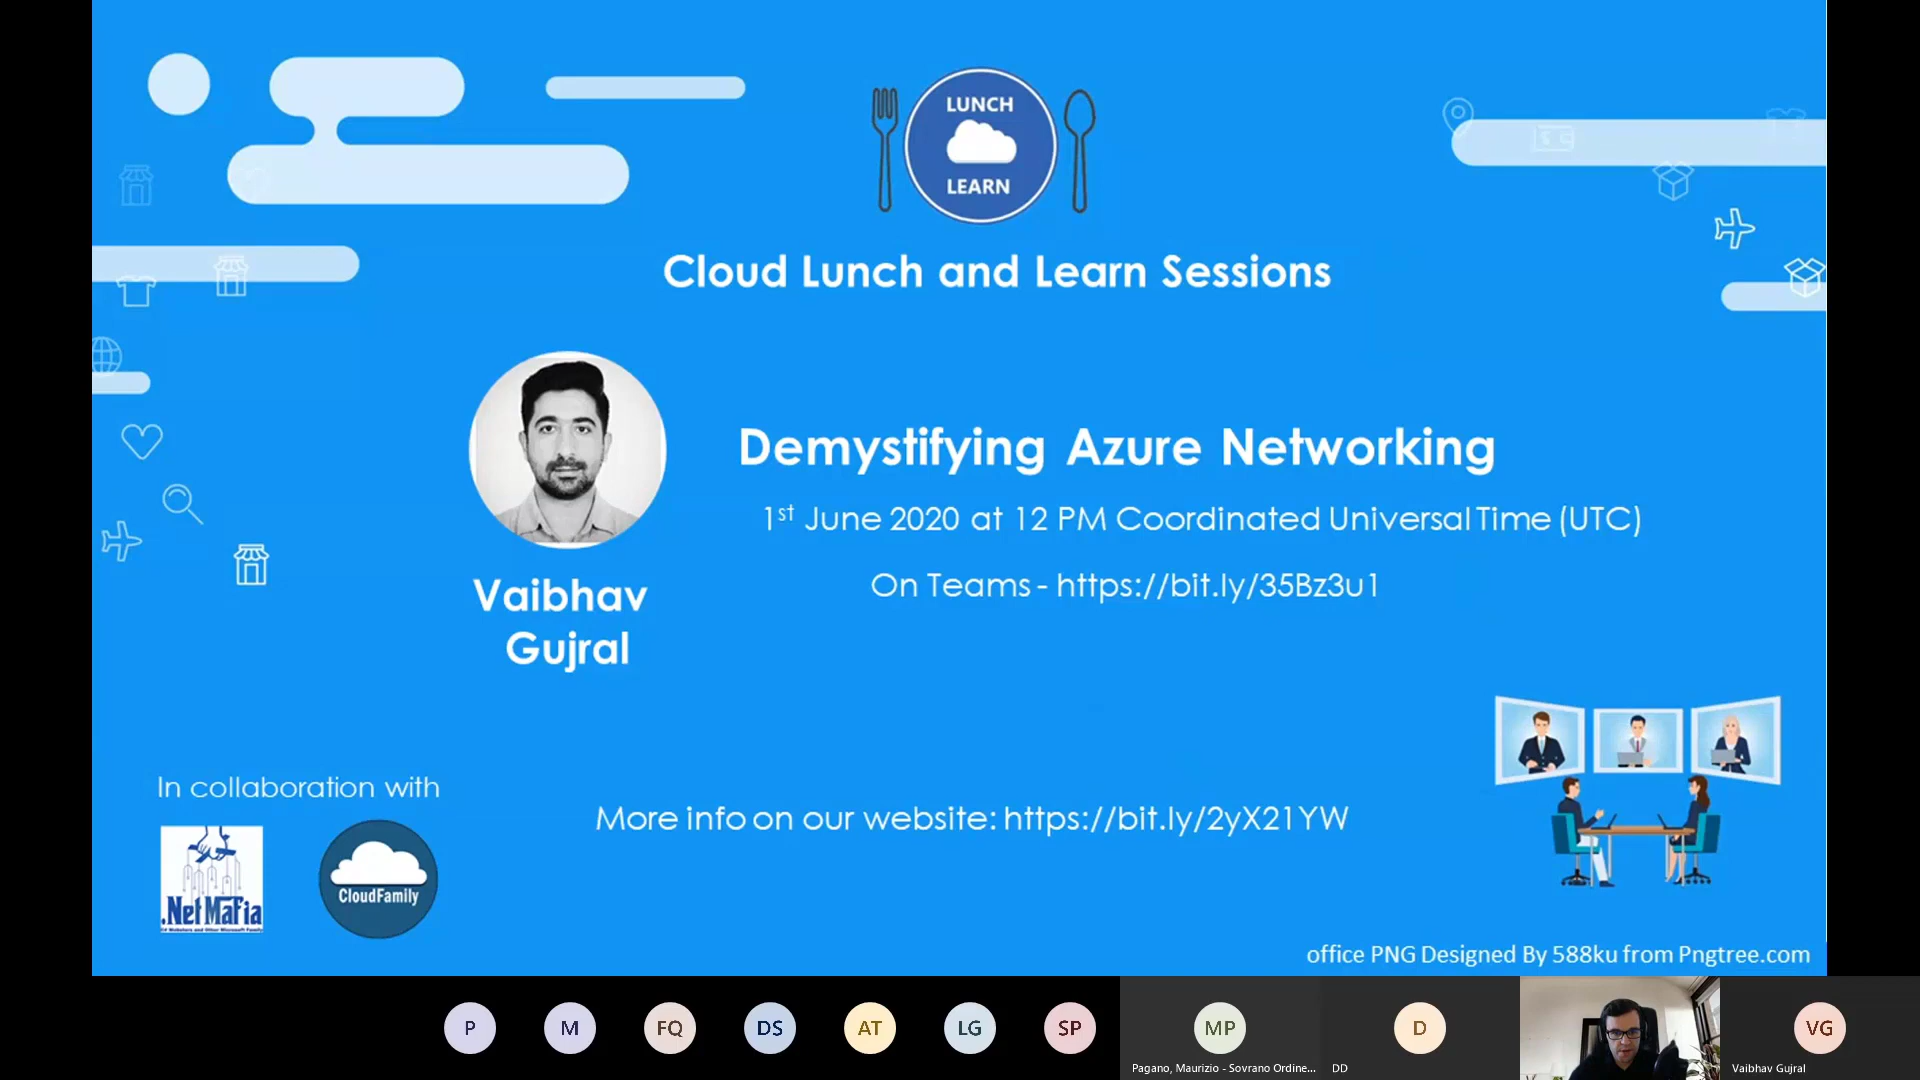 LUNCH
LEARN
Cloud Lunch and Learn Sessions
Demystifying Azure Networking
1st June 2020 at 12 PM Coordinated Universal Time (UTC)
On Teams - https://bit.ly/35Bz3u1
Vaibhav
Gujral
In collaboration with
More info on our website: https://bit.ly/2yX21YW
.Net Mafia
CloudFamily
office PNG Designed By 588ku from Pngtree.com
P
M
FQ
DS
AT
LG
SP
MP
D
VG
Pagano, Maurizio - Sovrano Ordine...
DD
Vaibhav Gujral